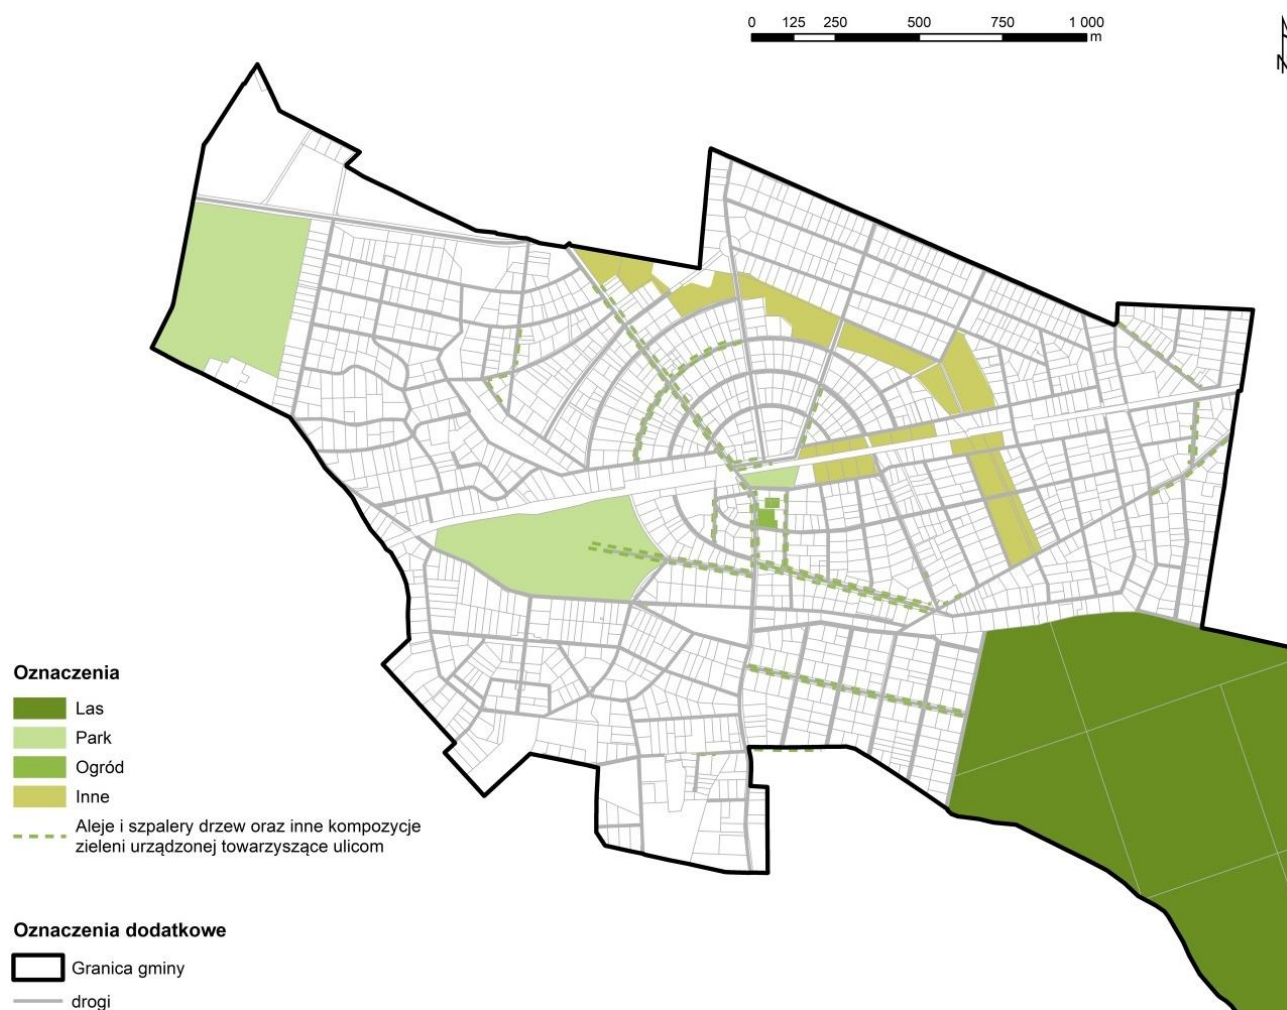 0 125 250 500 750 1 000
m
N
Oznaczenia
Las
Park
Ogród
Inne
Aleje i szpalery drzew oraz inne kompozycje
zieleni urządzonej towarzyszące ulicom
Oznaczenia dodatkowe
Granica gminy
drogi